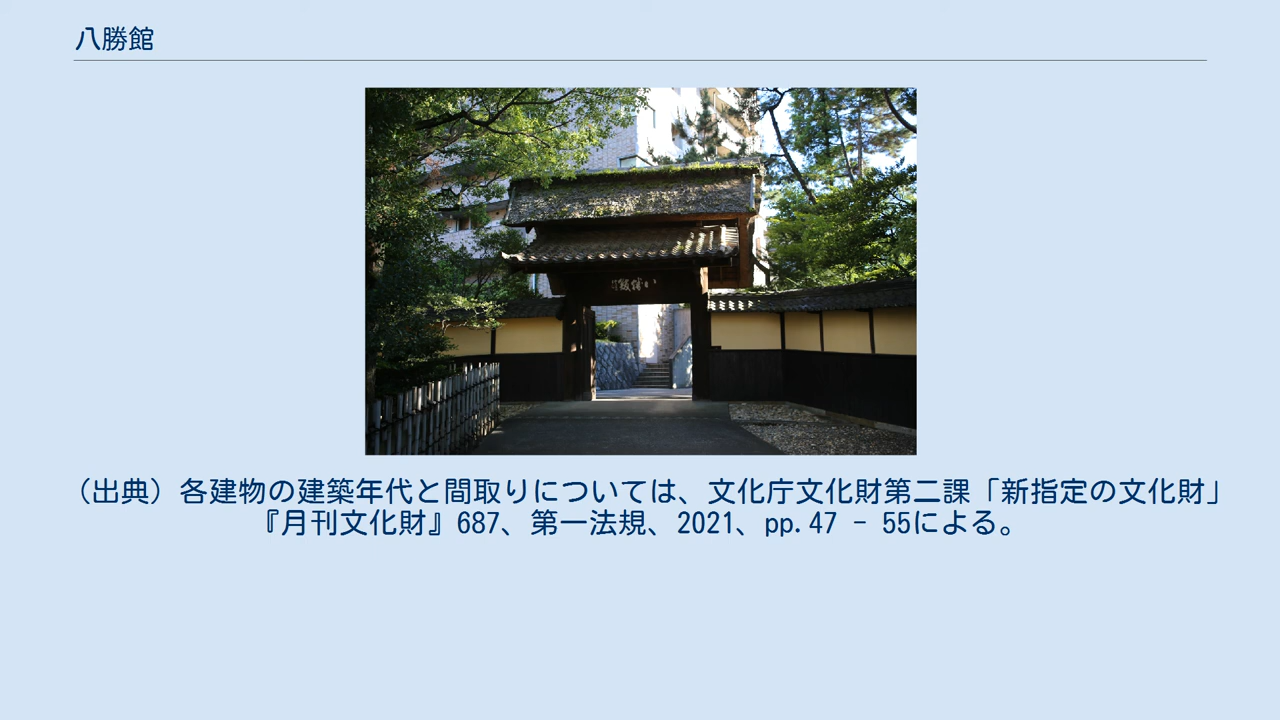 八勝館
（出典）各建物の建築年代と間取りについては、文化庁文化財第二課「新指定の文化財」
『月刊文化財』687、第一法規、2021、pp.47 - 55による。